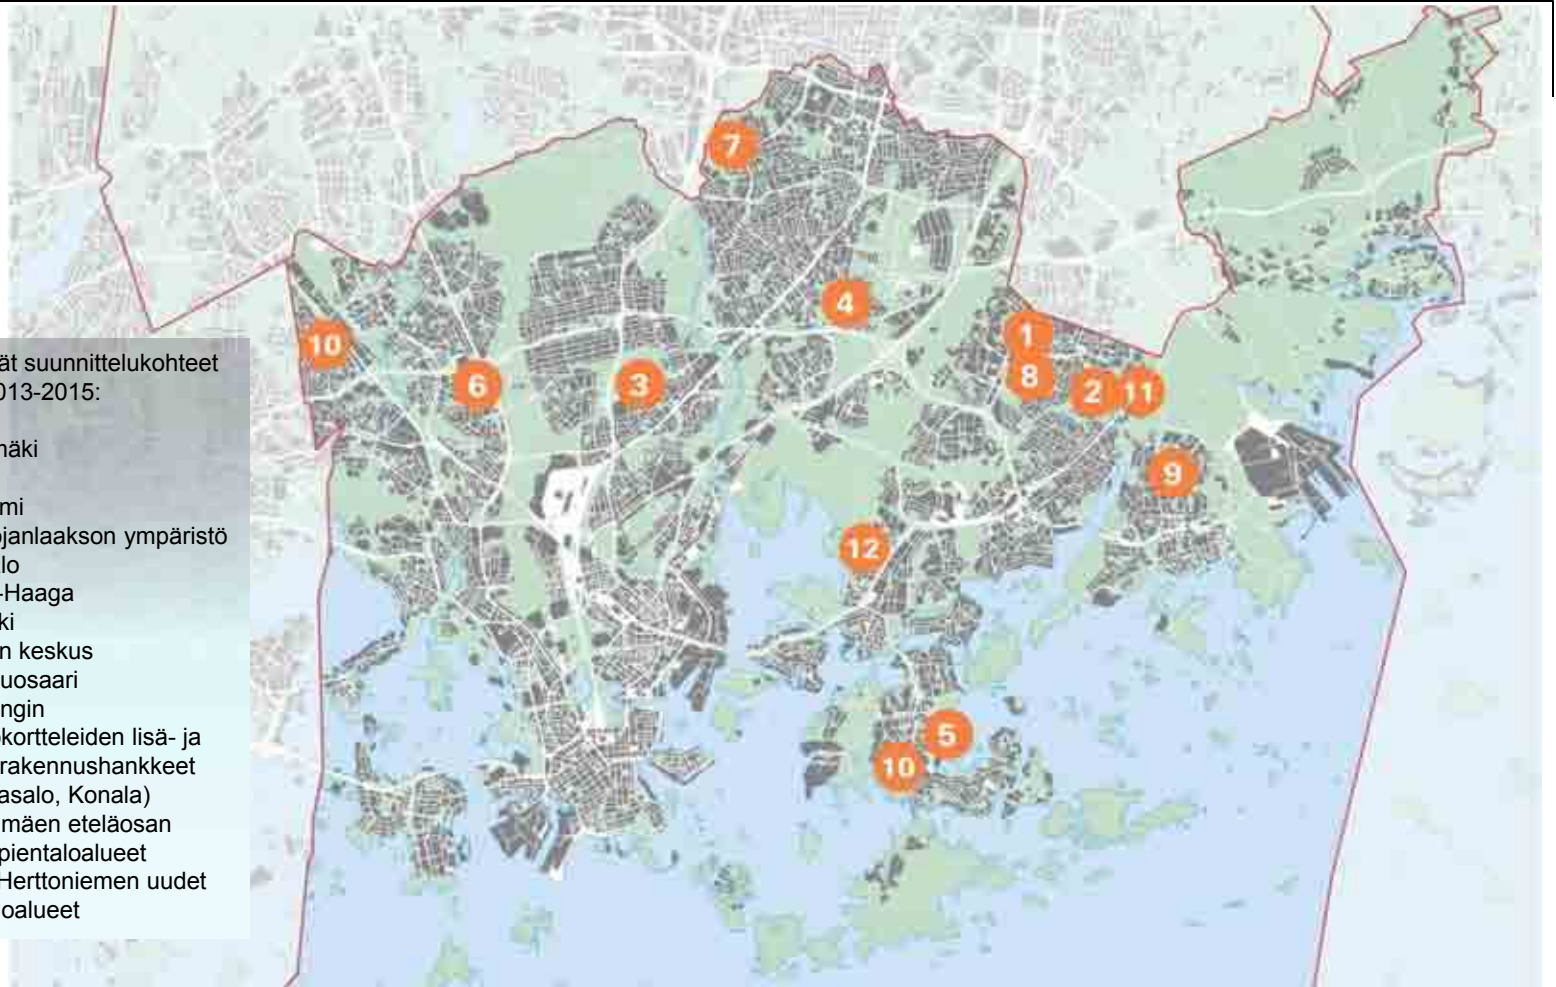 ät suunnittelukohteet
013-2015:
näki
mi
ojanlaakson ympäristö
lo
-Haaga
ki
n keskus
uosaari
ngin
kortteleiden lisä- ja
rakennushankkeet
asalo, Konala)
mäen eteläosan
pientaloalueet
Herttoniemen uudet
oalueet
7
4
10
1
6
3
8
2
11
9
12
5
10